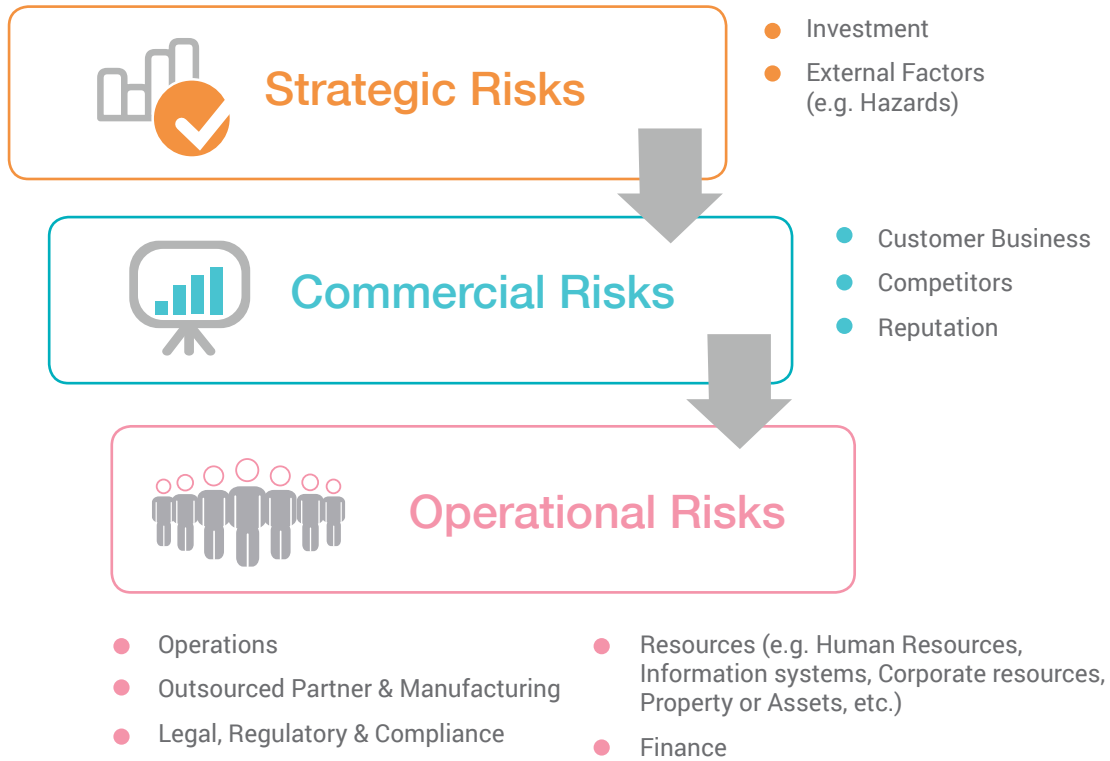 Strategic Risks
Investment
External Factors
(e.g. Hazards)
Commercial Risks
Customer Business
Competitors
Reputation
Operational Risks
Operations
Outsourced Partner & Manufacturing
Legal, Regulatory & Compliance
Resources (e.g. Human Resources,
Information systems, Corporate resources,
Property or Assets, etc.)
Finance